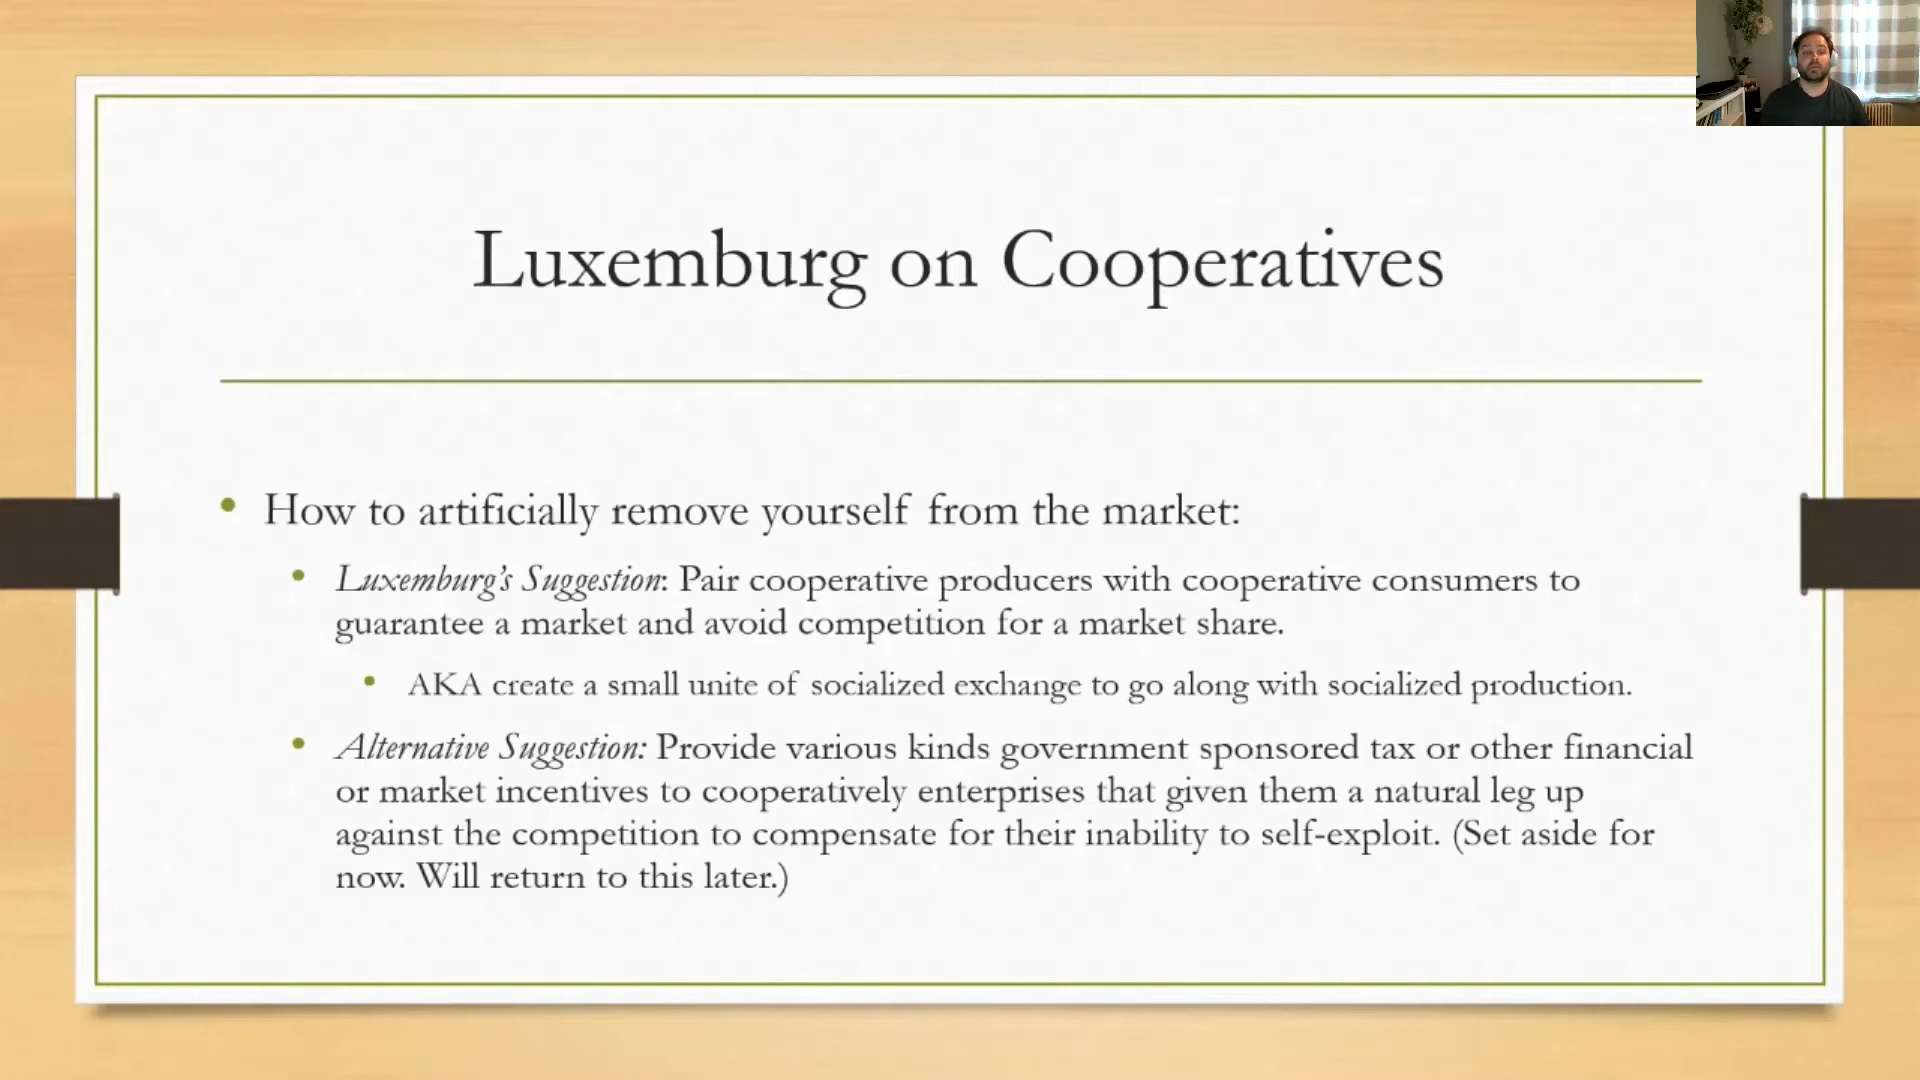 Luxemburg on Cooperatives
• How to artificially remove yourself from the market:
• Luxemburg's Suggestion: Pair cooperative producers with cooperative consumers to
guarantee a market and avoid competition for a market share.
• AKA create a small unite of socialized exchange to go along with socialized production.
• Alternative Suggestion: Provide various kinds government sponsored tax or other financial
or market incentives to cooperatively enterprises that given them a natural leg up
against the competition to compensate for their inability to self-exploit. (Set aside for
now. Will return to this later.)